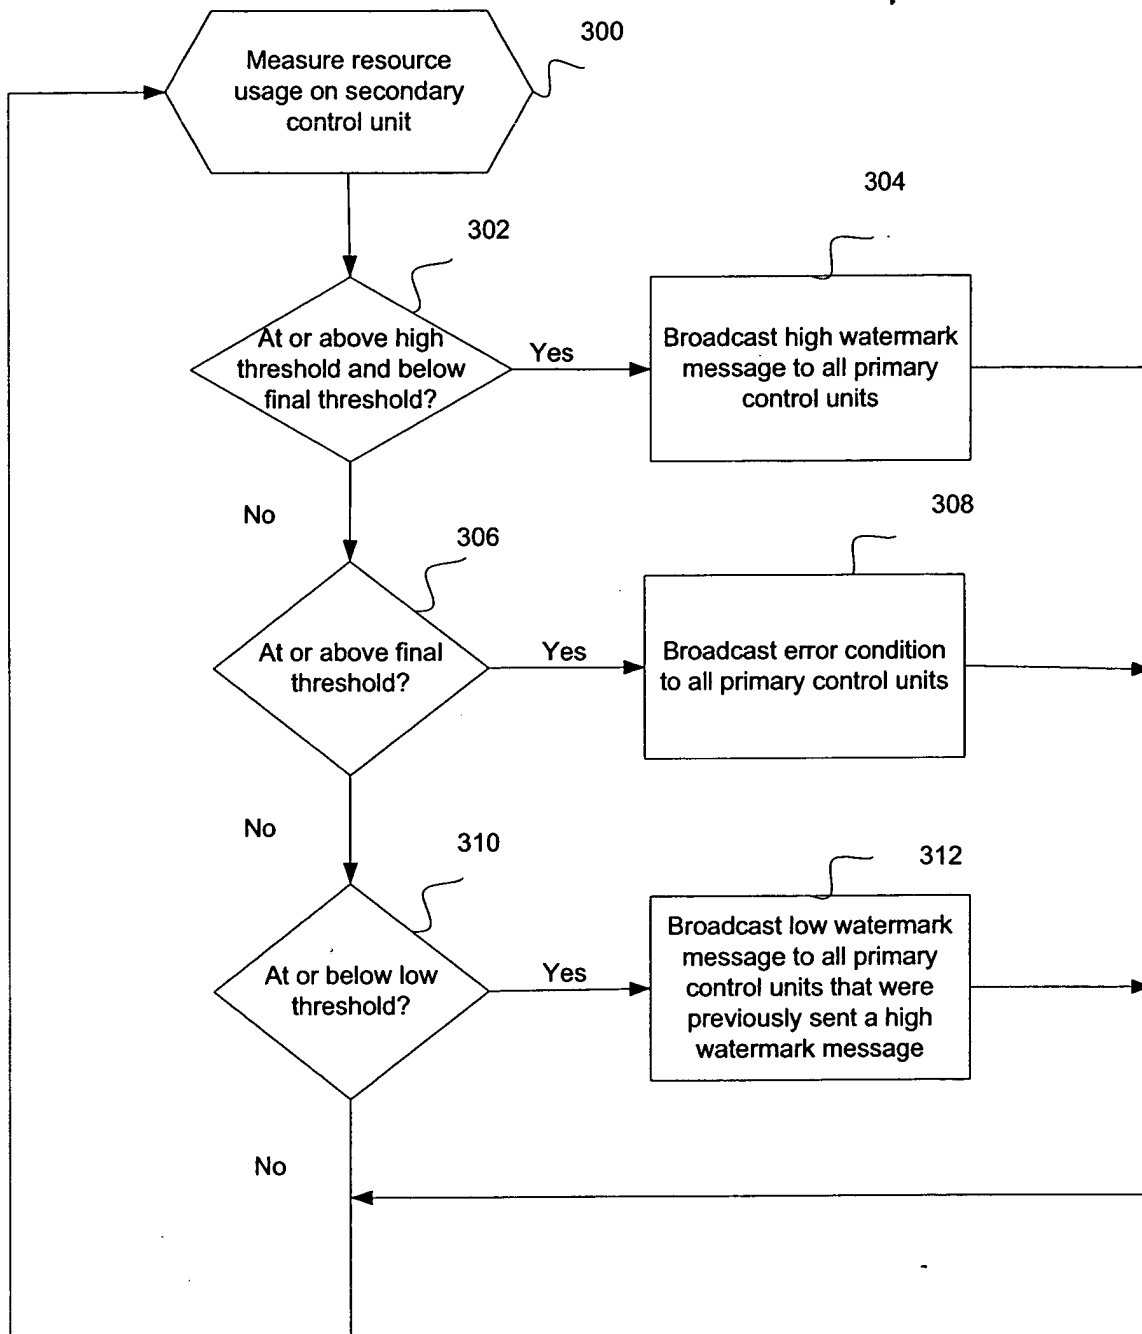 300
Measure resource
usage on secondary
control unit
304
302
At or above high
threshold and below
final threshold?
Yes
Broadcast high watermark
message to all primary
control units
No
308
306
At or above final
threshold?
Yes
Broadcast error condition
to all primary control units
No
310
312
At or below low
threshold?
Yes
Broadcast low watermark
message to all primary
control units that were
previously sent a high
watermark message
No